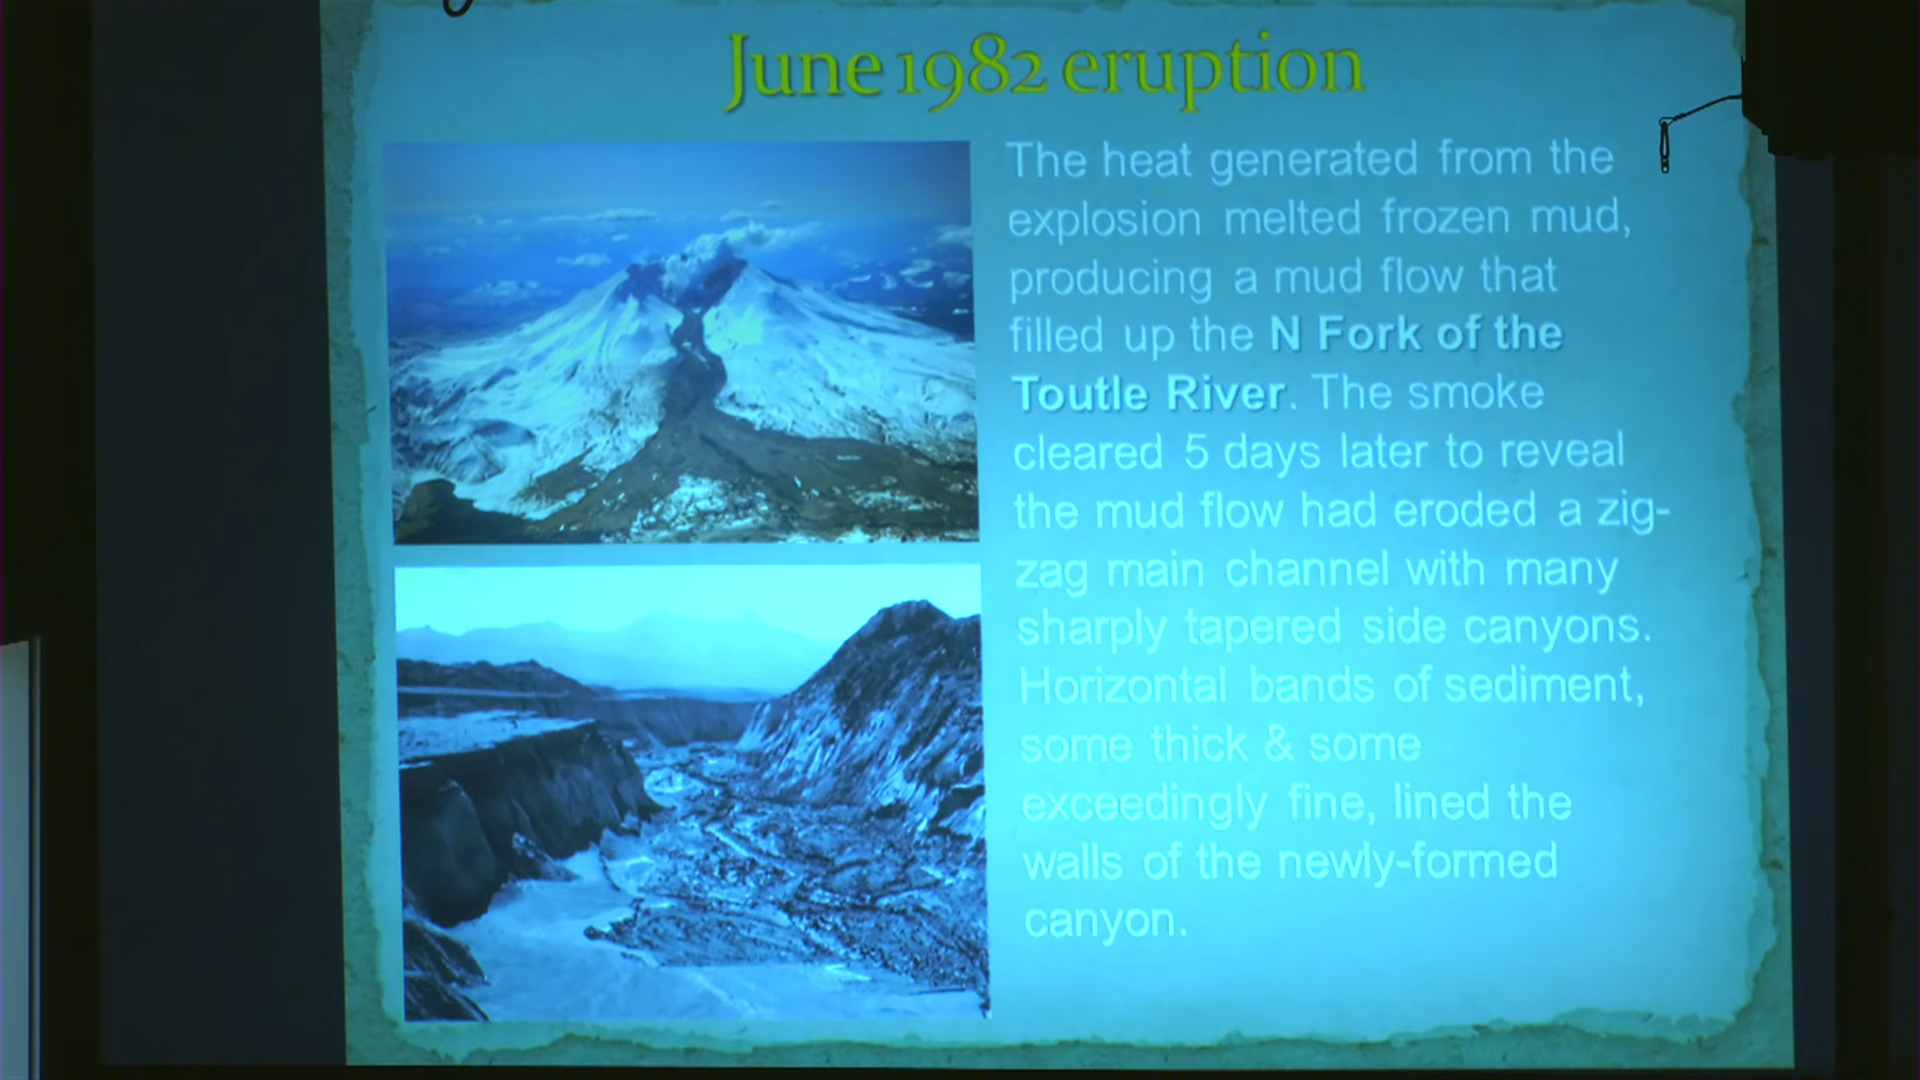 June 1982 eruption
The heat generated from the
explosion melted frozen mud,
producing a mud flow that
filled up the N Fork of the
Toutle River. The smoke
cleared 5 days later to reveal
the mud flow had eroded a zig-
zag main channel with many
sharply tapered side canyons.
Horizontal bands of sediment,
some thick & some
exceedingly fine, lined the
walls of the newly-formed
canyon.